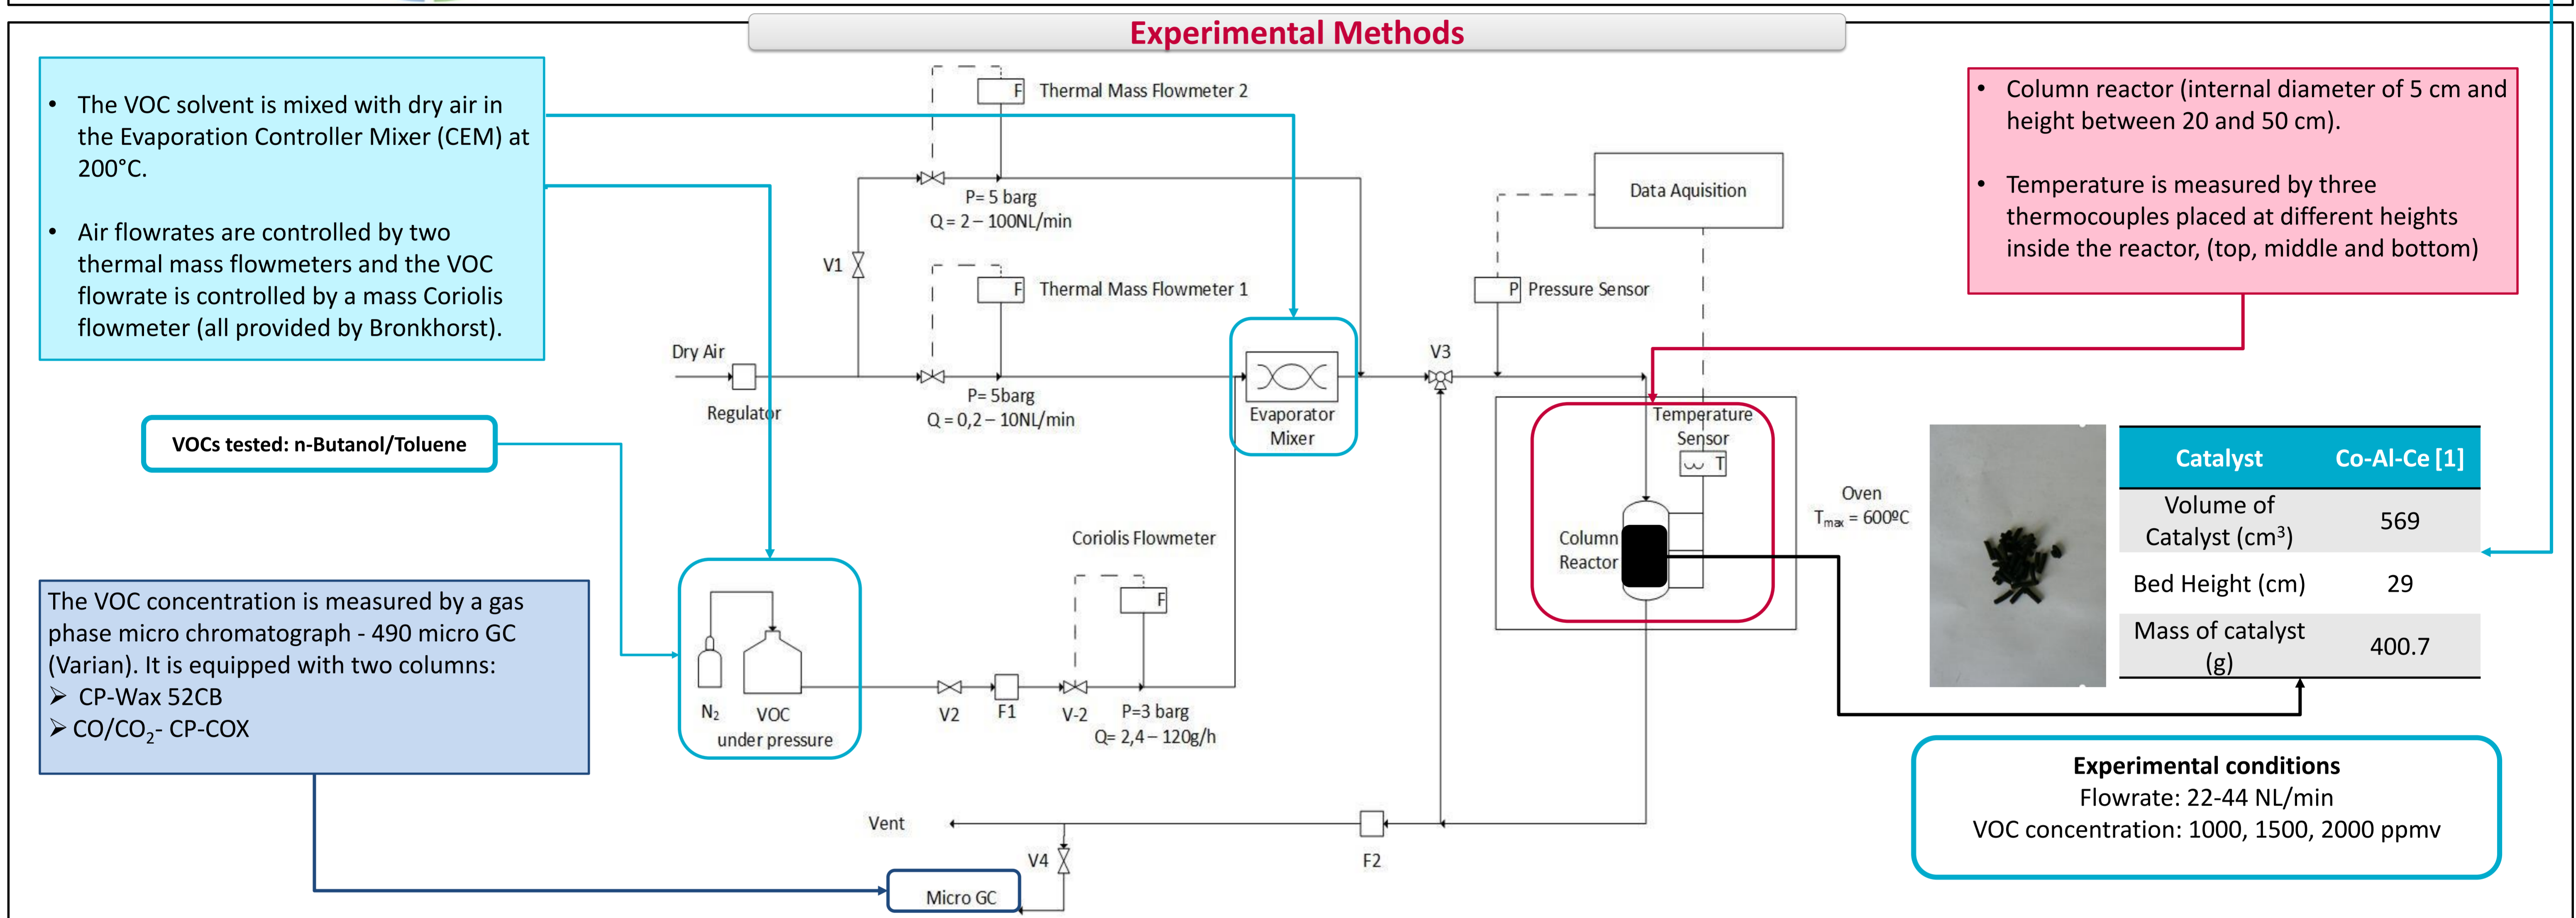 Experimental Methods
• The VOC solvent is mixed with dry air in
the Evaporation Controller Mixer (CEM) at
200°C.
• Air flowrates are controlled by two
thermal mass flowmeters and the VOC
flowrate is controlled by a mass Coriolis
flowmeter (all provided by Bronkhorst).
VOCs tested: n-Butanol/Toluene
The VOC concentration is measured by a gas
phase micro chromatograph - 490 micro GC
(Varian). It is equipped with two columns:
➢ CP-Wax 52CB
➢ CO/CO₂- CP-COX
F
Thermal Mass Flowmeter 2
P= 5 barg
Q = 2 – 100NL/min
V1
F
Thermal Mass Flowmeter 1
Dry Air
Regulator
P= 5barg
Q = 0,2 – 10NL/min
Evaporator
Mixer
Coriolis Flowmeter
F
N₂
VOC
under pressure
V2
F1
V-2
P=3 barg
Q= 2,4 – 120g/h
Data Aquisition
P
Pressure Sensor
V3
Temperature
Sensor
T
Column
Reactor
Oven
Tmax = 600ºC
Vent
V4
F2
Micro GC
• Column reactor (internal diameter of 5 cm and
height between 20 and 50 cm).
• Temperature is measured by three
thermocouples placed at different heights
inside the reactor, (top, middle and bottom)
Catalyst Co-Al-Ce [1]
Volume of
Catalyst (cm³) 569
Bed Height (cm) 29
Mass of catalyst
(g) 400.7
Experimental conditions
Flowrate: 22-44 NL/min
VOC concentration: 1000, 1500, 2000 ppmv